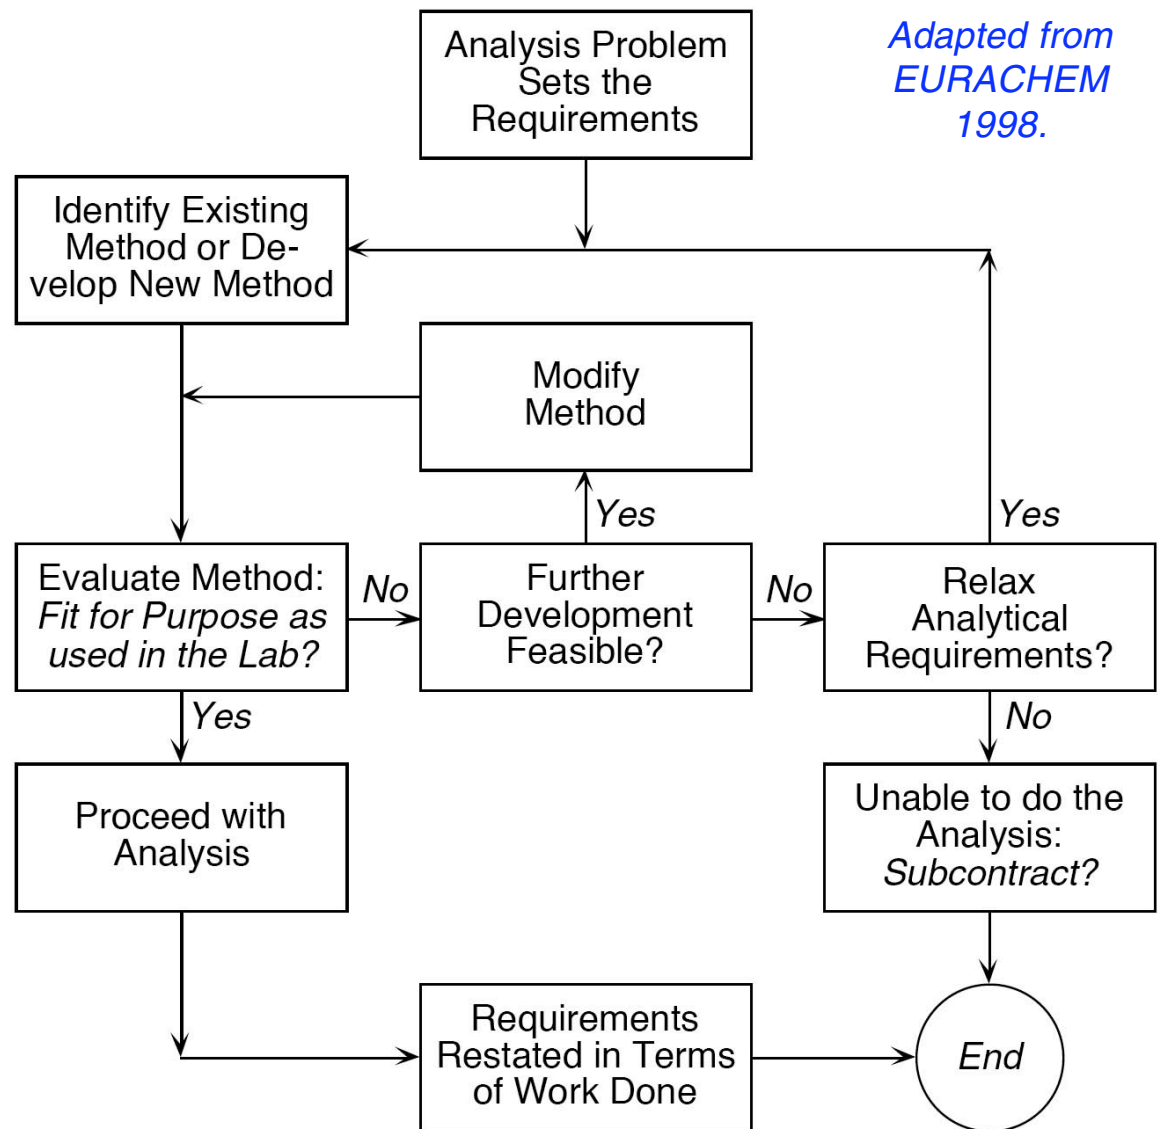 Analysis Problem
Sets the
Requirements
Adapted from
EURACHEM
1998.
Identify Existing
Method or De-
velop New Method
Modify
Method
Yes
Yes
Evaluate Method:
Fit for Purpose as
used in the Lab?
No
Further
Development
Feasible?
No
Relax
Analytical
Requirements?
Yes
No
Proceed with
Analysis
Unable to do the
Analysis:
Subcontract?
Requirements
Restated in Terms
of Work Done
End